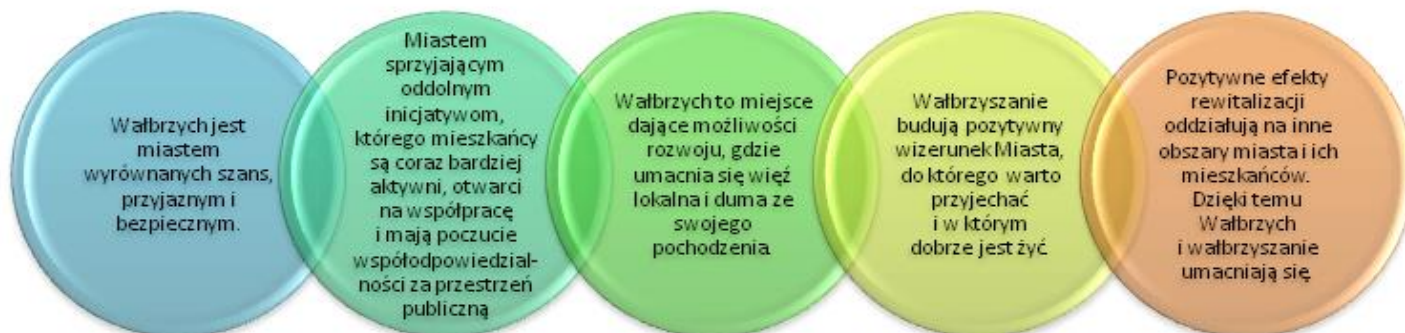 Wałbrzych jest
miastem
wyrównanych szans,
przyjaznym i
bezpiecznym.
Miastem
sprzyjającym
oddolnym
inicjatywom,
którego mieszkańcy
są coraz bardziej
aktywni, otwarci
na współpracę
i mają poczucie
współodpowiedzial-
ności za przestrzeń
publiczną
Wałbrzych to miejsce
dające możliwości
rozwoju, gdzie
umacnia się więź
lokalna i duma ze
swojego
pochodzenia.
Wałbrzyszanie
budują pozytywny
wizerunek Miasta,
do którego warto
przyjechać
i w którym
dobrze jest żyć.
Pozytywne efekty
rewitalizacji
oddziałują na inne
obszary miasta i ich
mieszkańców.
Dzięki temu
Wałbrzych
i wałbrzyszanie
umacniają się.